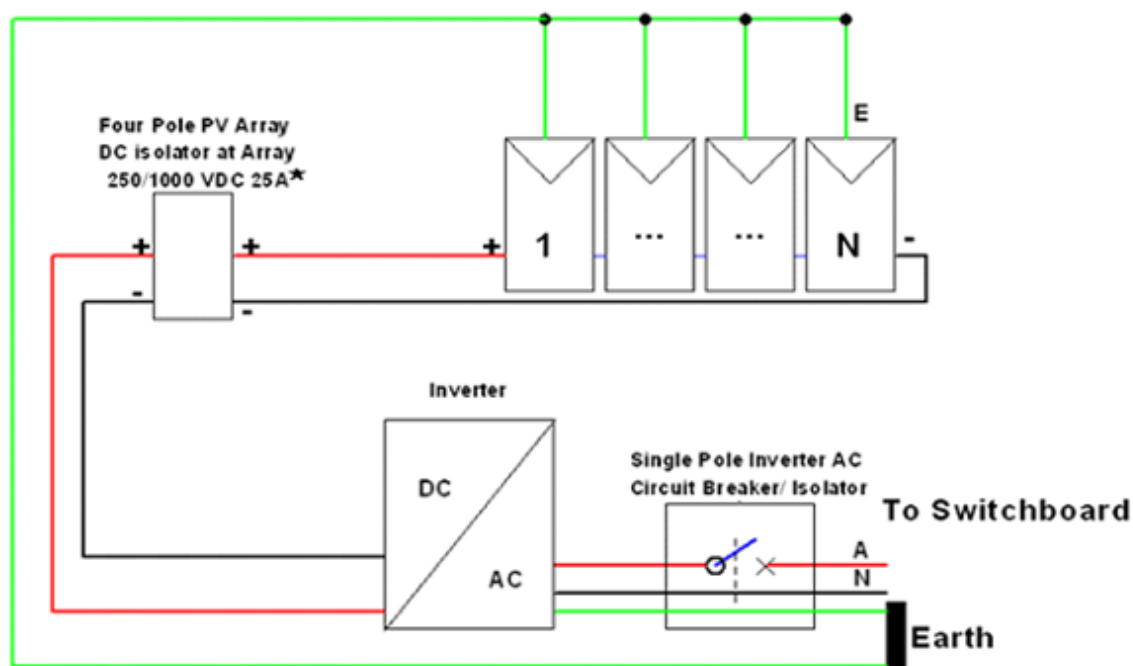 Four Pole PV Array
DC isolator at Array
250/1000 VDC 25A*
E
+ + + 1 ... ... N -
- -
Inverter
DC
AC
Single Pole Inverter AC
Circuit Breaker/ Isolator
To Switchboard
A
N
Earth